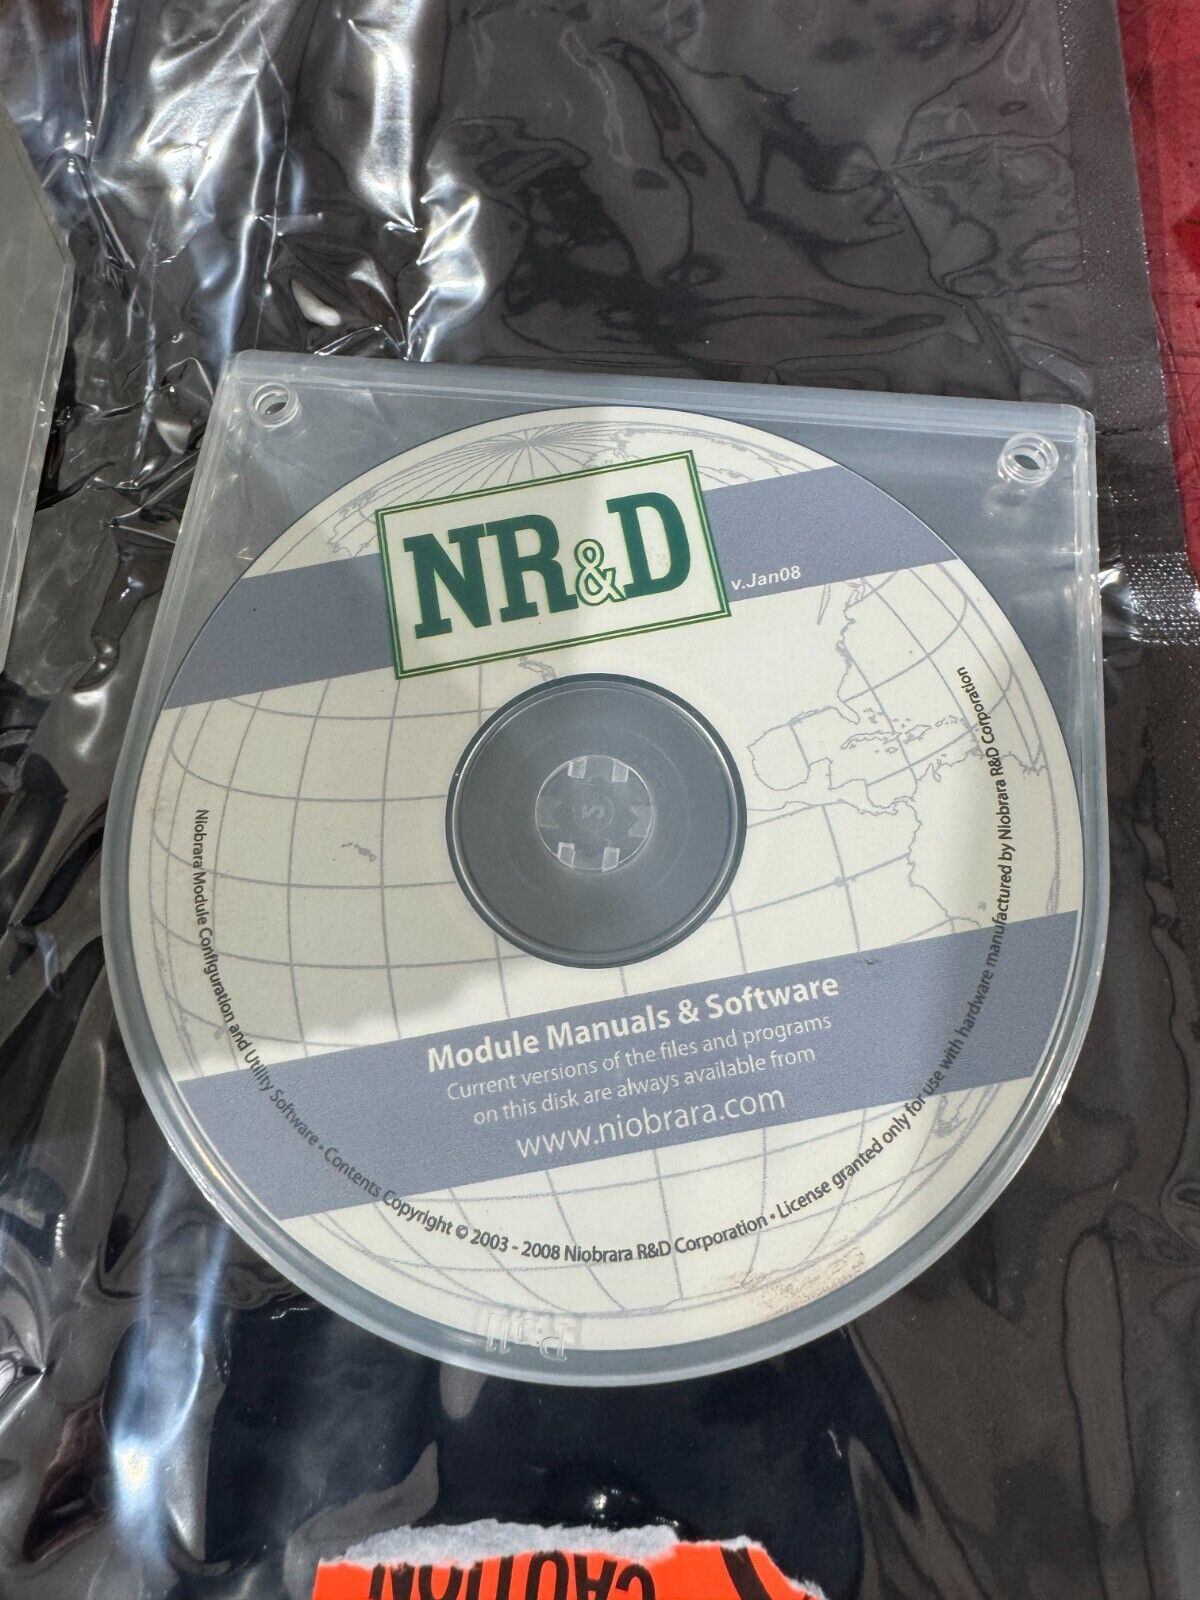 NR&D
v.Jan08
Module Manuals & Software
Current versions of the files and programs
on this disk are always available from
www.niobrara.com
Niobrara Module Configuration and Utility Software • Contents Copyright © 2003 - 2008 Niobrara R&D Corporation • License granted only for use with hardware manufactured by Niobrara R&D Corporation
CAUTION